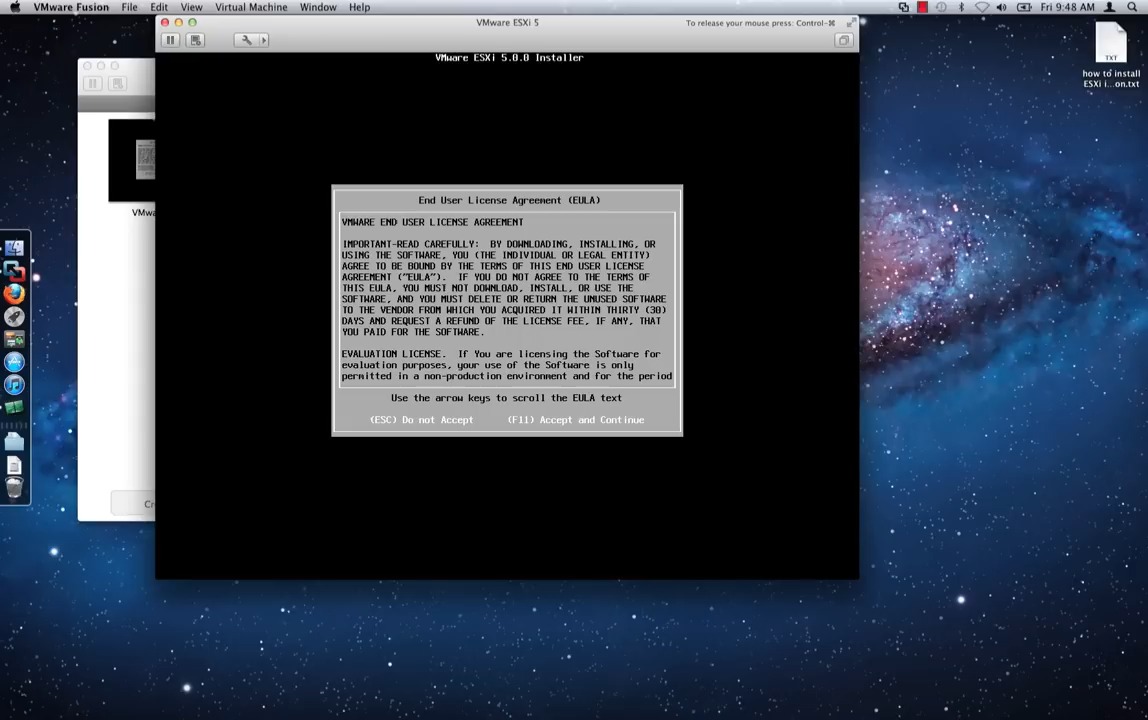 VMware Fusion File Edit View Virtual Machine Window Help Fri 9:48 AM
VMware ESXi 5
To release your mouse press: Control-⌘
VMware ESXi 5.0.0 Installer
TXT
how to install
ESXi i...on.txt
End User License Agreement (EULA)
VMWARE END USER LICENSE AGREEMENT
IMPORTANT-READ CAREFULLY: BY DOWNLOADING, INSTALLING, OR
USING THE SOFTWARE, YOU (THE INDIVIDUAL OR LEGAL ENTITY)
AGREE TO BE BOUND BY THE TERMS OF THIS END USER LICENSE
AGREEMENT ("EULA"). IF YOU DO NOT AGREE TO THE TERMS OF
THIS EULA, YOU MUST NOT DOWNLOAD, INSTALL, OR USE THE
SOFTWARE, AND YOU MUST DELETE OR RETURN THE UNUSED SOFTWARE
TO THE VENDOR FROM WHICH YOU ACQUIRED IT WITHIN THIRTY (30)
DAYS AND REQUEST A REFUND OF THE LICENSE FEE, IF ANY, THAT
YOU PAID FOR THE SOFTWARE.
EVALUATION LICENSE. If You are licensing the Software for
evaluation purposes, your use of the Software is only
permitted in a non-production environment and for the period
Use the arrow keys to scroll the EULA text
(ESC) Do not Accept (F11) Accept and Continue
VMwa
Cr